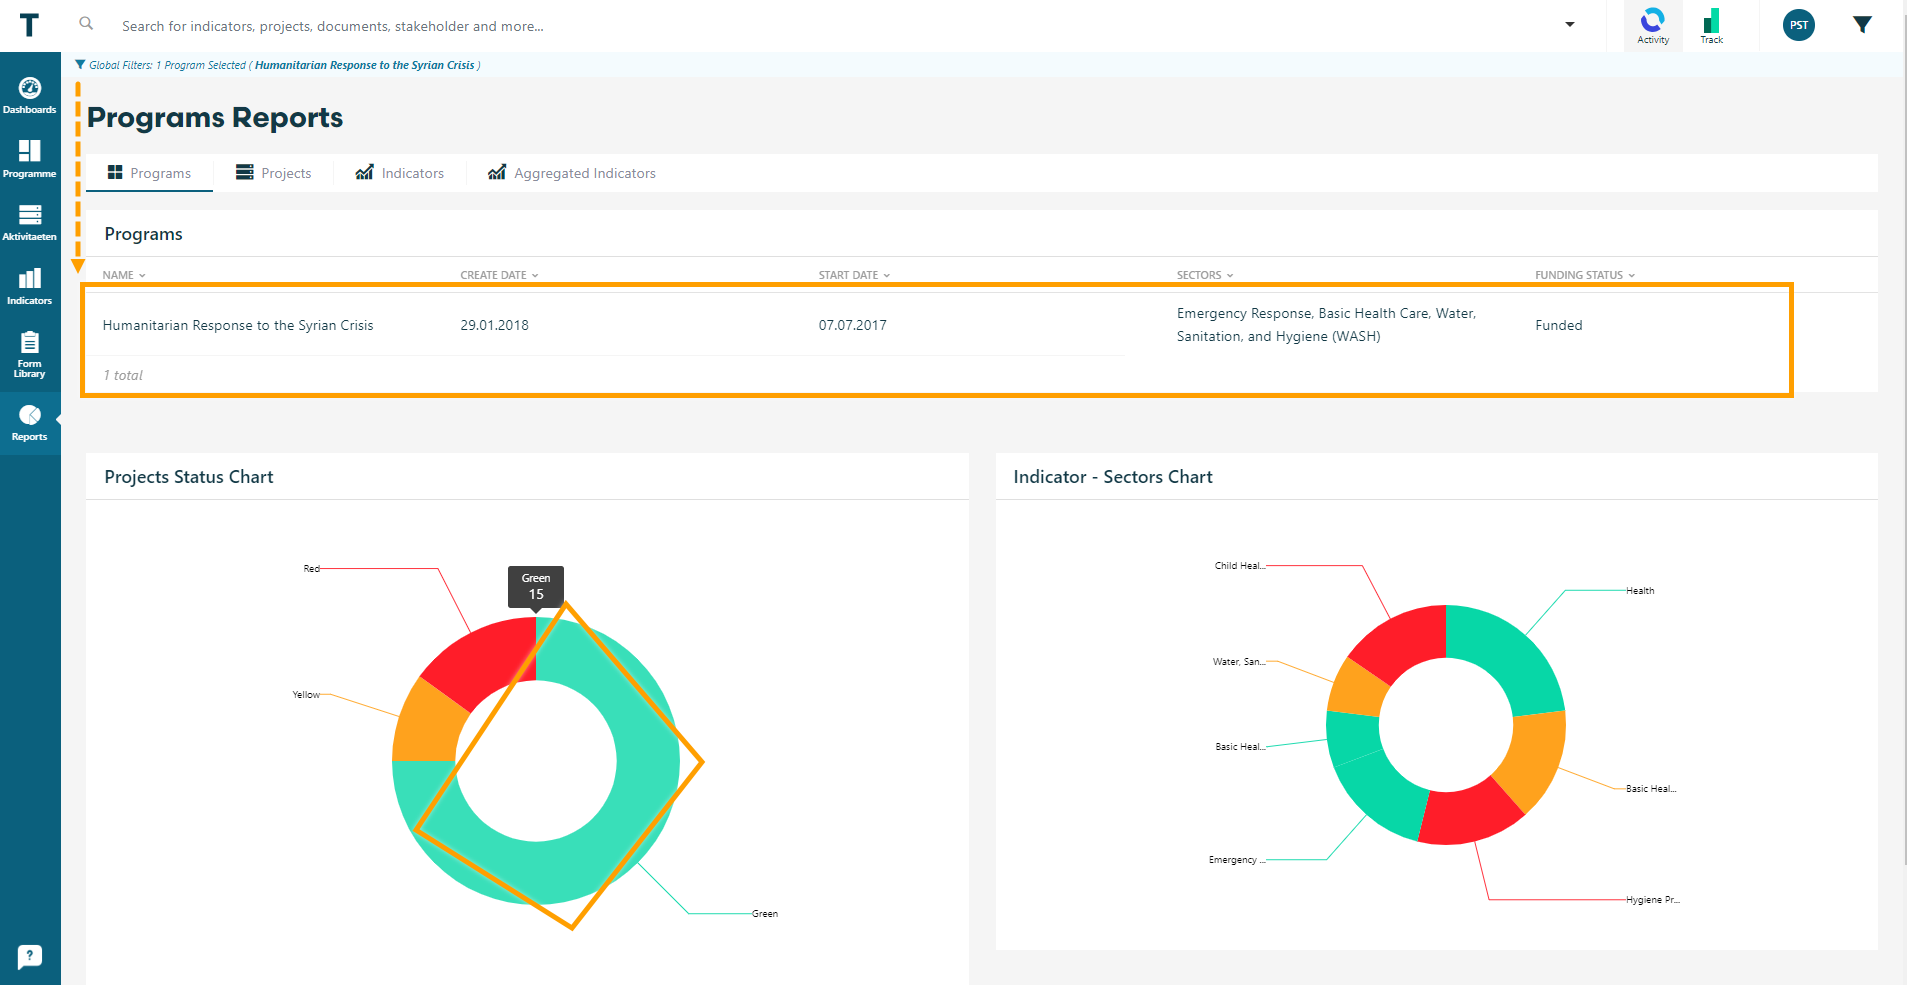 T
Search for indicators, projects, documents, stakeholder and more...
Activity
Track
PST
Global Filters: 1 Program Selected ( Humanitarian Response to the Syrian Crisis )
Dashboards
Programme
Aktivitaeten
Indicators
Form
Library
Reports
?
Programs Reports
Programs
Projects
Indicators
Aggregated Indicators
Programs
NAME
CREATE DATE
START DATE
SECTORS
FUNDING STATUS
Humanitarian Response to the Syrian Crisis
29.01.2018
07.07.2017
Emergency Response, Basic Health Care, Water,
Sanitation, and Hygiene (WASH)
Funded
1 total
Projects Status Chart
Red
Green
15
Yellow
Green
Indicator - Sectors Chart
Child Heal...
Health
Water, San...
Basic Heal...
Basic Heal...
Emergency ...
Hygiene Pr...